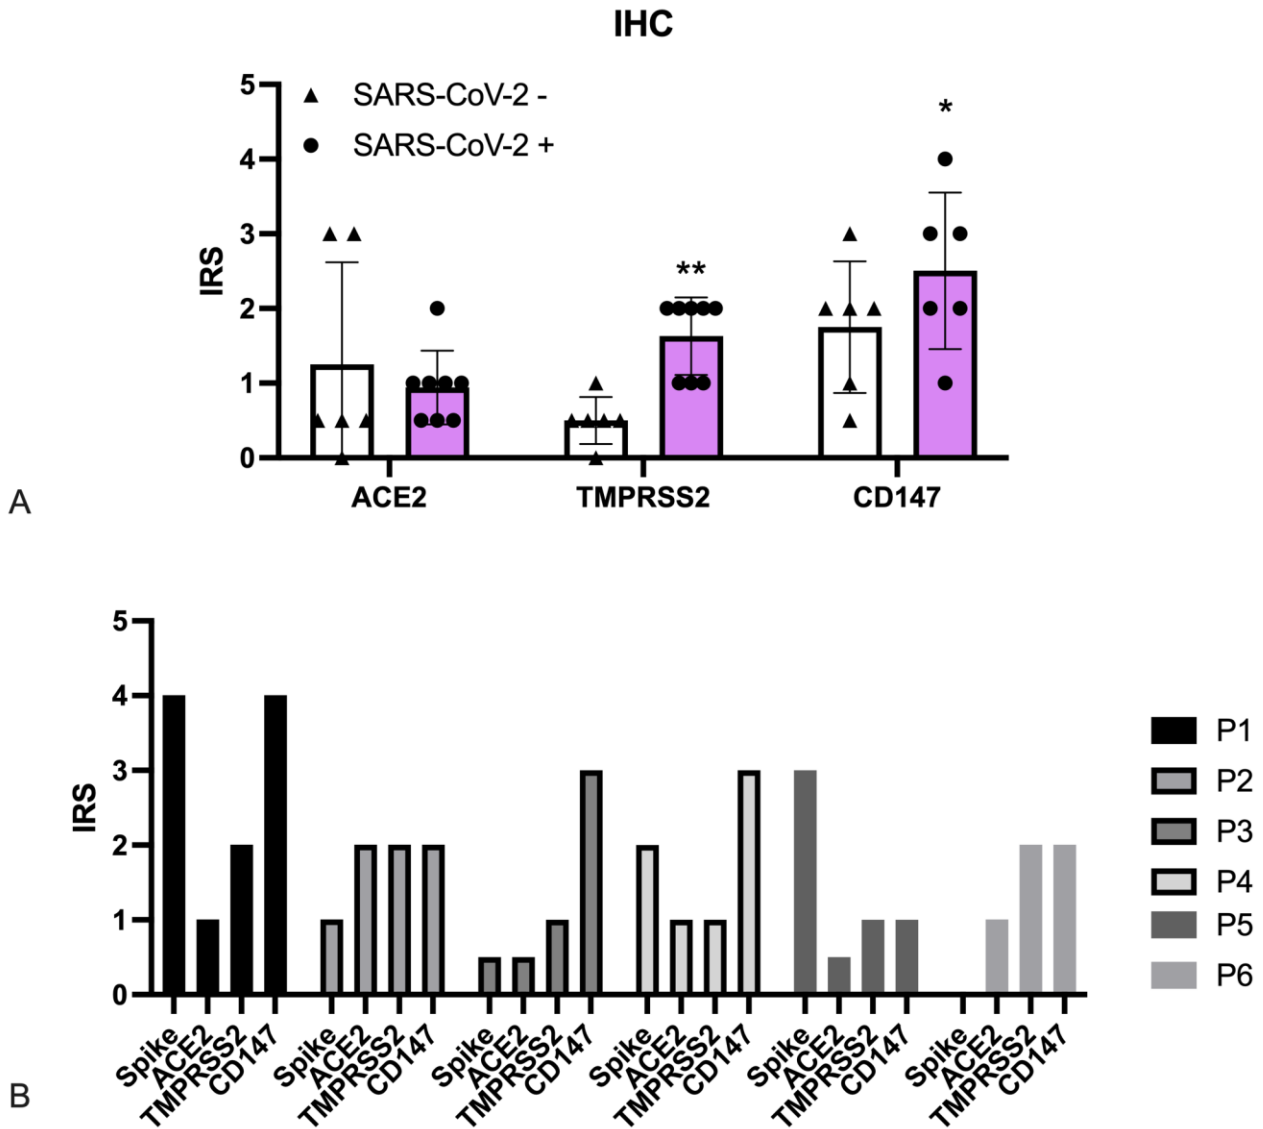 IHC
5
4
3
2
1
0
IRS
SARS-CoV-2 -
SARS-CoV-2 +
**
*
ACE2
TMPRSS2
CD147
A
5
4
3
2
1
0
IRS
Spike
ACE2
TMPRSS2
CD147
Spike
ACE2
TMPRSS2
CD147
Spike
ACE2
TMPRSS2
CD147
Spike
ACE2
TMPRSS2
CD147
Spike
ACE2
TMPRSS2
CD147
Spike
ACE2
TMPRSS2
CD147
P1
P2
P3
P4
P5
P6
B